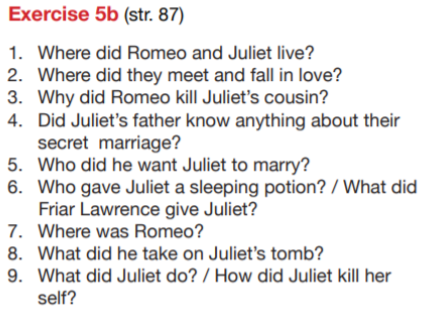 Exercise 5b (str. 87)
1. Where did Romeo and Juliet live?
2. Where did they meet and fall in love?
3. Why did Romeo kill Juliet's cousin?
4. Did Juliet's father know anything about their
secret marriage?
5. Who did he want Juliet to marry?
6. Who gave Juliet a sleeping potion? / What did
Friar Lawrence give Juliet?
7. Where was Romeo?
8. What did he take on Juliet's tomb?
9. What did Juliet do? / How did Juliet kill her
self?